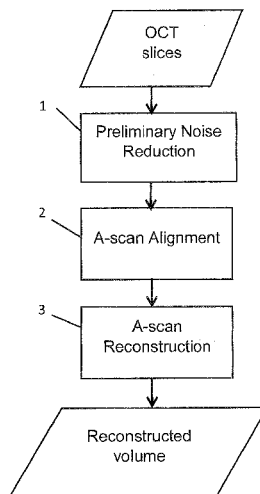 OCT
slices
1
Preliminary Noise
Reduction
2
A-scan Alignment
3
A-scan
Reconstruction
Reconstructed
volume